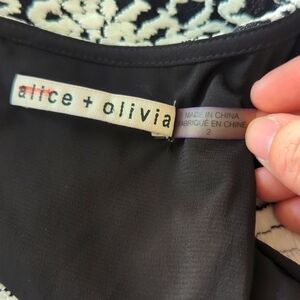 alice + olivia
MADE IN CHINA
FABRIQUÉ EN CHINE
2